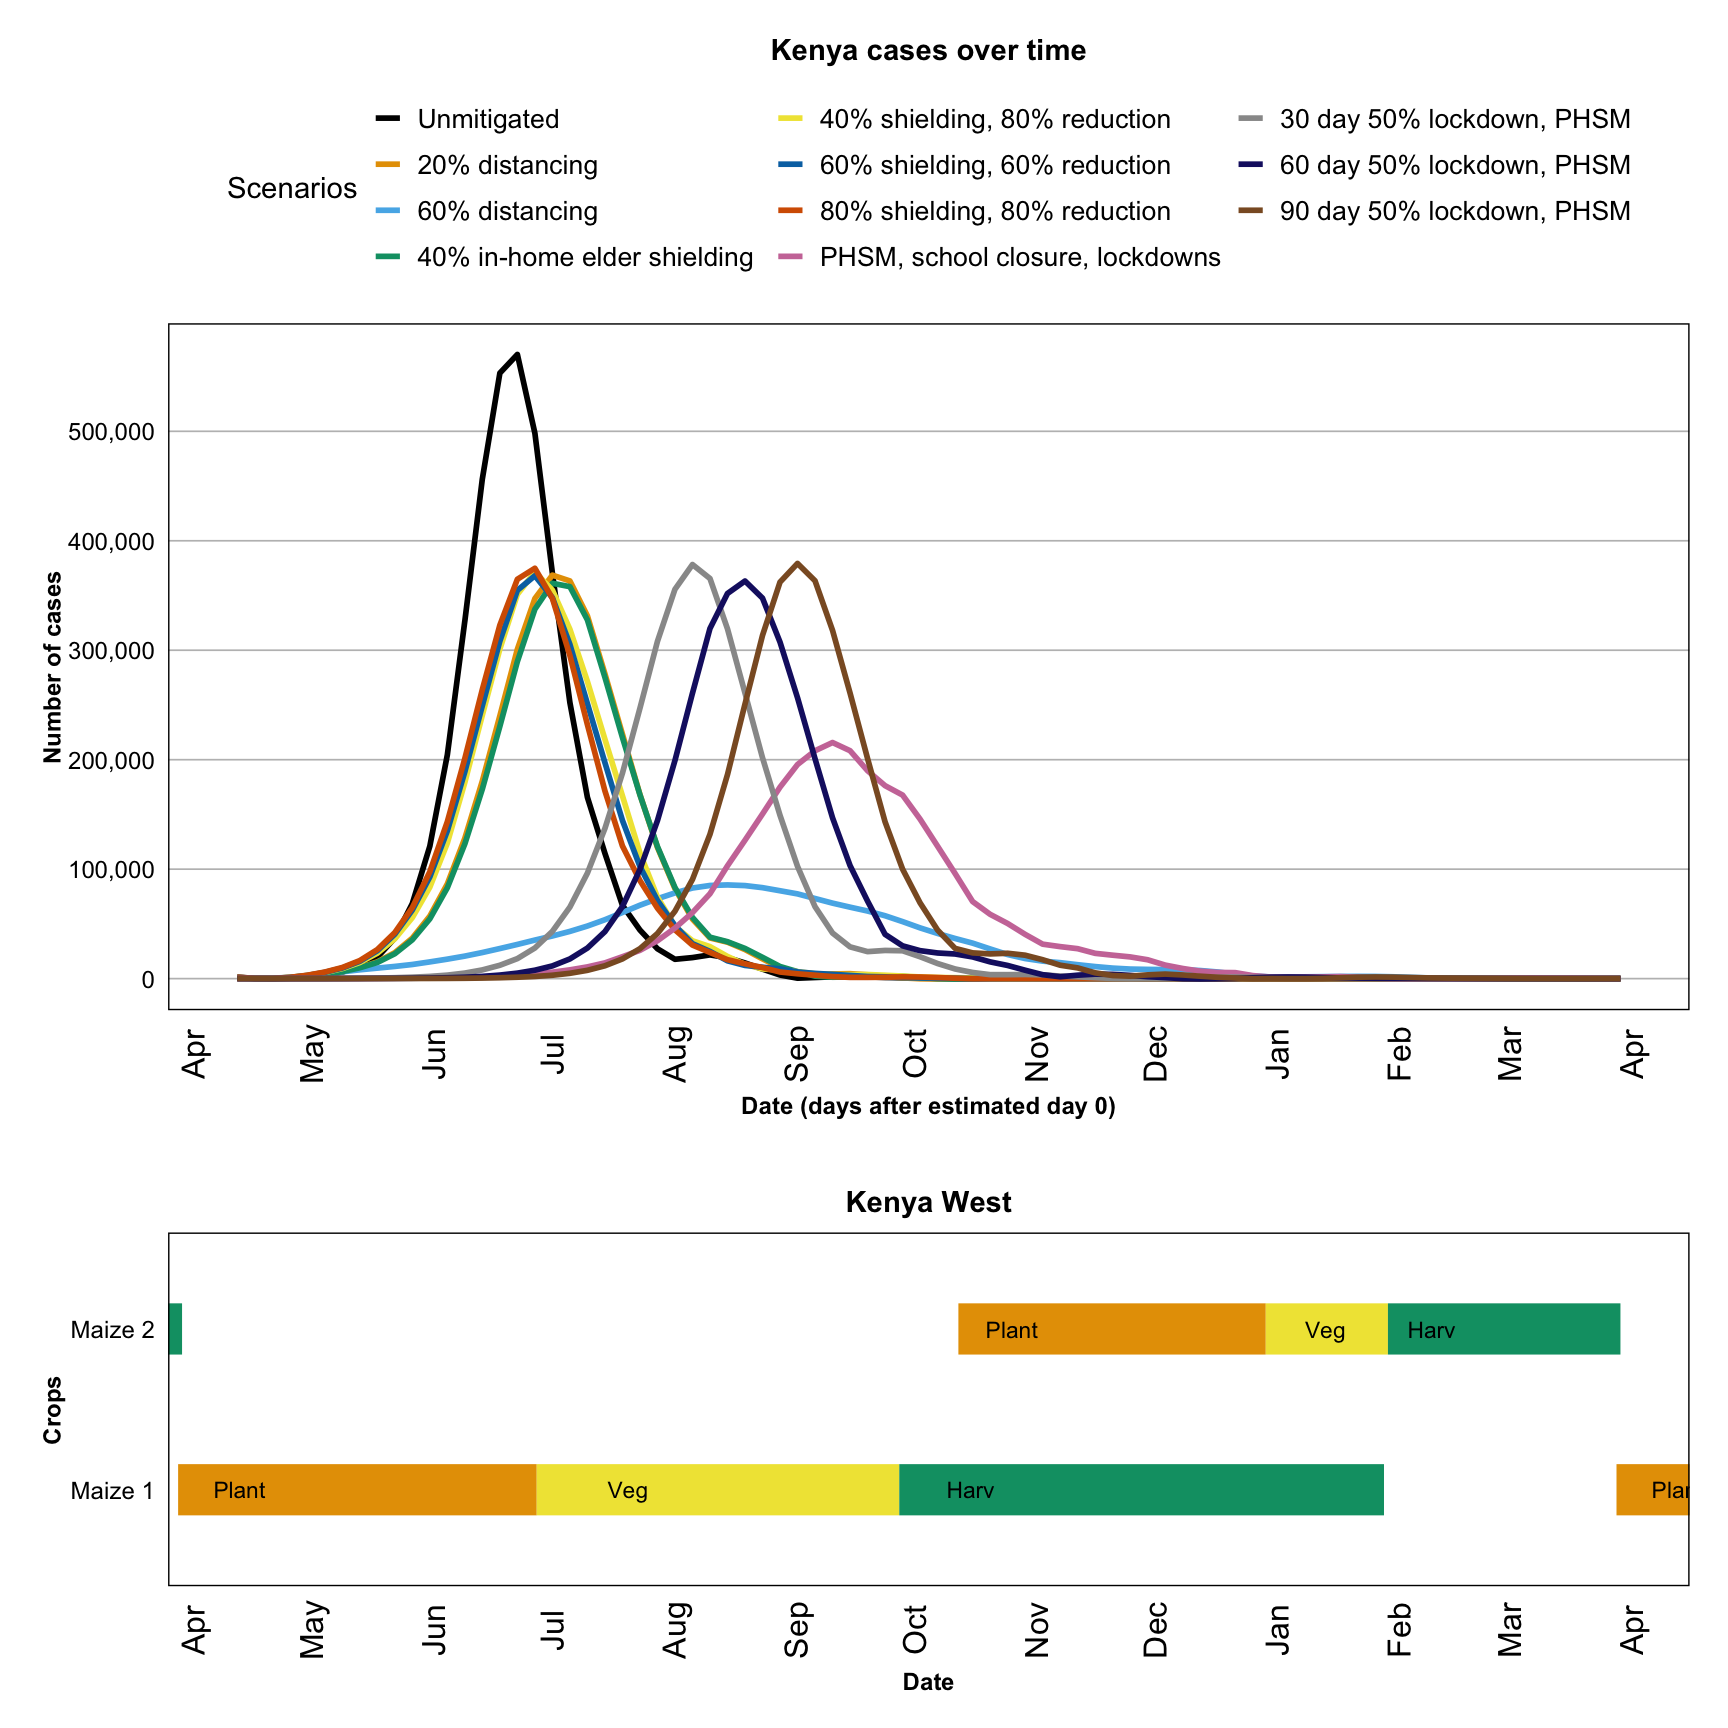 Kenya cases over time
Scenarios
Unmitigated
20% distancing
60% distancing
40% in-home elder shielding
40% shielding, 80% reduction
60% shielding, 60% reduction
80% shielding, 80% reduction
PHSM, school closure, lockdowns
30 day 50% lockdown, PHSM
60 day 50% lockdown, PHSM
90 day 50% lockdown, PHSM
Number of cases
500,000
400,000
300,000
200,000
100,000
0
Apr May Jun Jul Aug Sep Oct Nov Dec Jan Feb Mar Apr
Date (days after estimated day 0)
Kenya West
Crops
Maize 2
Plant Veg Harv
Maize 1
Plant Veg Harv Plan
Apr May Jun Jul Aug Sep Oct Nov Dec Jan Feb Mar Apr
Date